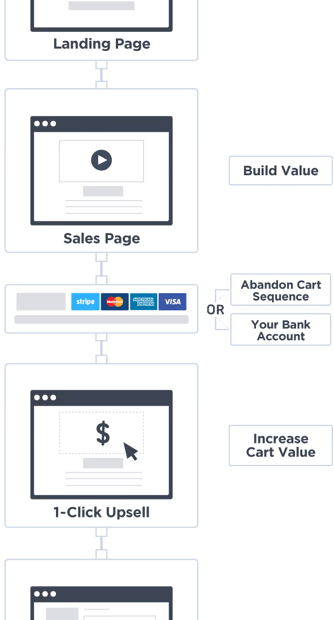 Landing Page
Build Value
Sales Page
stripe
VISA
OR
Abandon Cart
Sequence
Your Bank
Account
$
Increase
Cart Value
1-Click Upsell